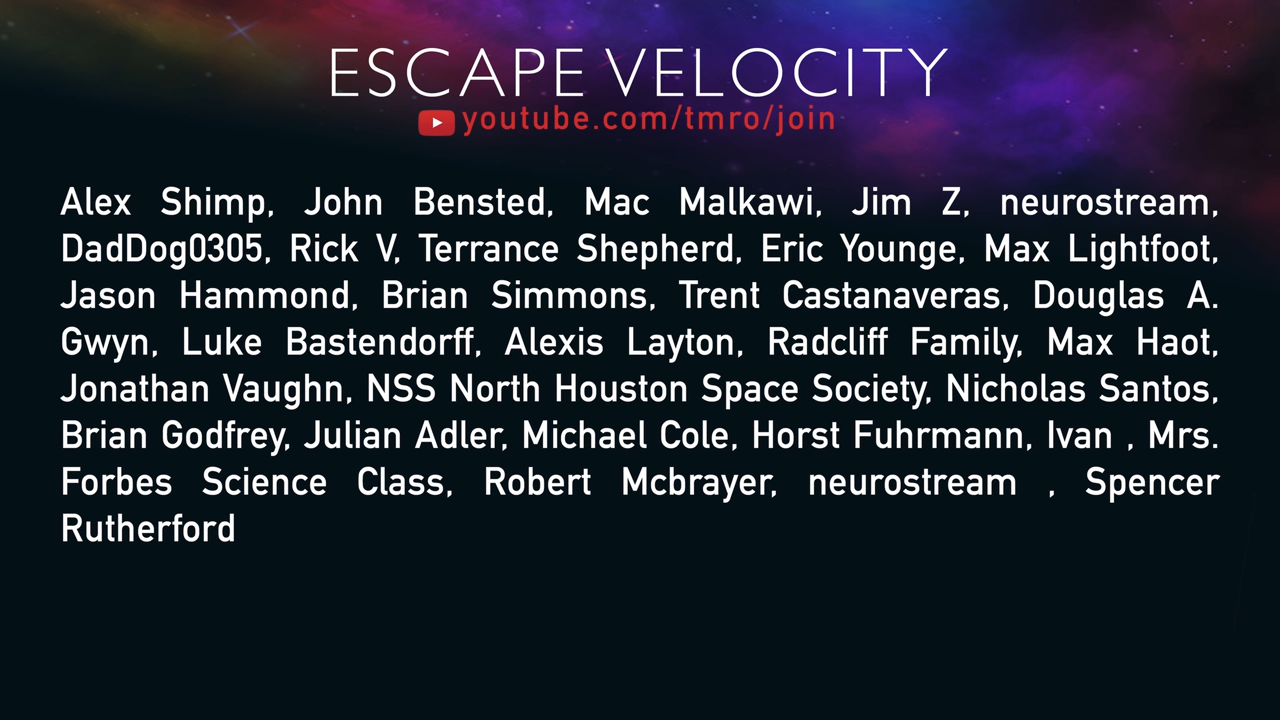 ESCAPE VELOCITY
youtube.com/tmro/join
Alex Shimp, John Bensted, Mac Malkawi, Jim Z, neurostream,
DadDog0305, Rick V, Terrance Shepherd, Eric Younge, Max Lightfoot,
Jason Hammond, Brian Simmons, Trent Castanaveras, Douglas A.
Gwyn, Luke Bastendorff, Alexis Layton, Radcliff Family, Max Haot,
Jonathan Vaughn, NSS North Houston Space Society, Nicholas Santos,
Brian Godfrey, Julian Adler, Michael Cole, Horst Fuhrmann, Ivan , Mrs.
Forbes Science Class, Robert Mcbrayer, neurostream , Spencer
Rutherford